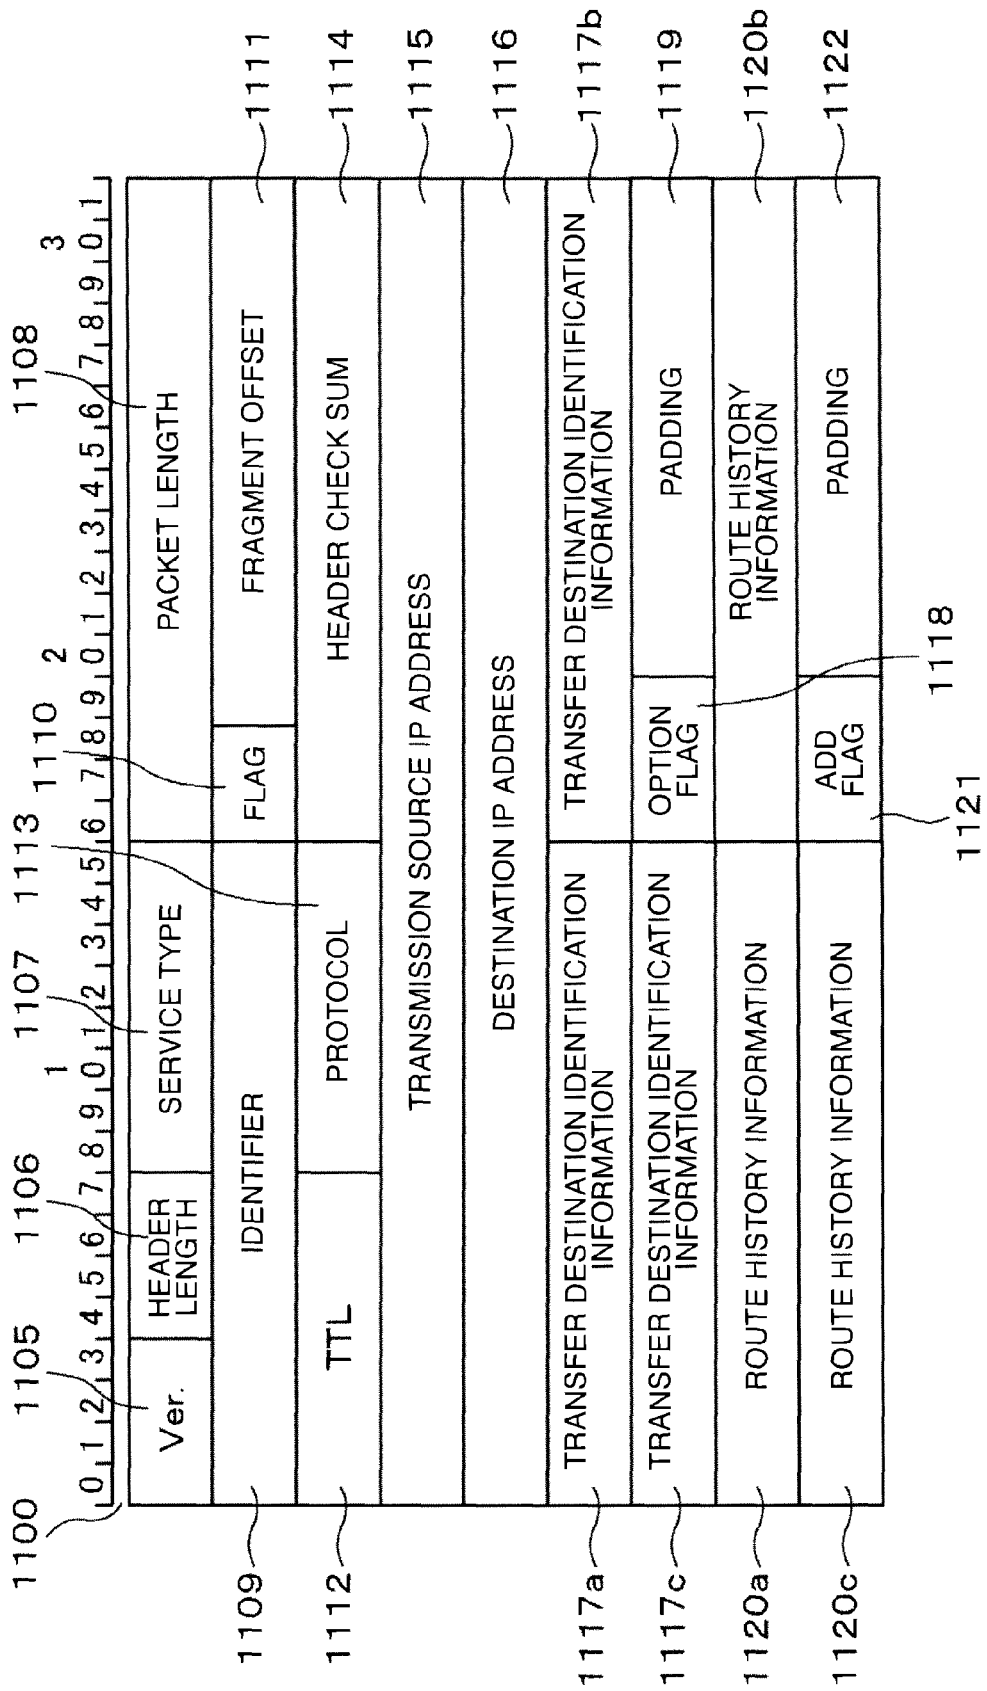 1100
1105
1106
1107
1113
1110
1108
1 2 3
0 1 2 3 4 5 6 7 8 9 0 1 2 3 4 5 6 7 8 9 0 1 2 3 4 5 6 7 8 9 0 1
Ver.
HEADER
LENGTH
SERVICE TYPE
PACKET LENGTH
1109
IDENTIFIER
FLAG
FRAGMENT OFFSET
1111
1112
TTL
PROTOCOL
HEADER CHECK SUM
1114
TRANSMISSION SOURCE IP ADDRESS
1115
DESTINATION IP ADDRESS
1116
1117a
TRANSFER DESTINATION IDENTIFICATION
INFORMATION
TRANSFER DESTINATION IDENTIFICATION
INFORMATION
1117b
1117c
TRANSFER DESTINATION IDENTIFICATION
INFORMATION
OPTION
FLAG
PADDING
1119
1120a
ROUTE HISTORY INFORMATION
ROUTE HISTORY
INFORMATION
1120b
1120c
ROUTE HISTORY INFORMATION
ADD
FLAG
PADDING
1122
1121
1118